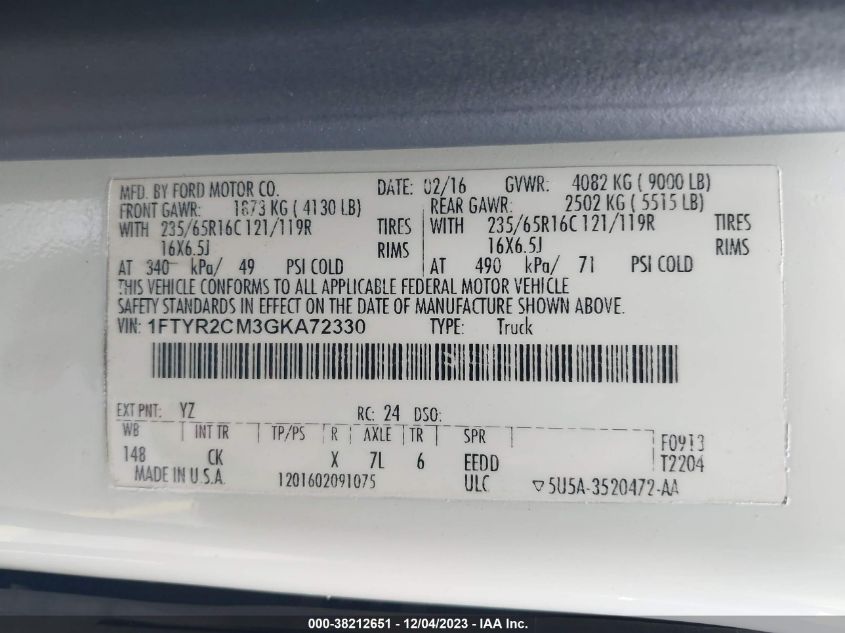 MFD. BY FORD MOTOR CO. DATE: 02/16 GVWR: 4082 KG ( 9000 LB)
FRONT GAWR: 1873 KG ( 4130 LB) REAR GAWR: 2502 KG ( 5515 LB)
WITH 235/65R16C 121/119R TIRES WITH 235/65R16C 121/119R TIRES
16X6.5J RIMS 16X6.5J RIMS
AT 340 kPa/ 49 PSI COLD AT 490 kPa/ 71 PSI COLD
THIS VEHICLE CONFORMS TO ALL APPLICABLE FEDERAL MOTOR VEHICLE
SAFETY STANDARDS IN EFFECT ON THE DATE OF MANUFACTURE SHOWN ABOVE.
VIN: 1FTYR2CM3GKA72330 TYPE: Truck
EXT PNT: YZ RC: 24 DSO:
WB INT TR TP/PS R AXLE TR SPR F0913
148 CK X 7L 6 EEDD T2204
MADE IN U.S.A. 1201602091075 ULC ▽5U5A-3520472-AA
000-38212651 - 12/04/2023 - IAA Inc.